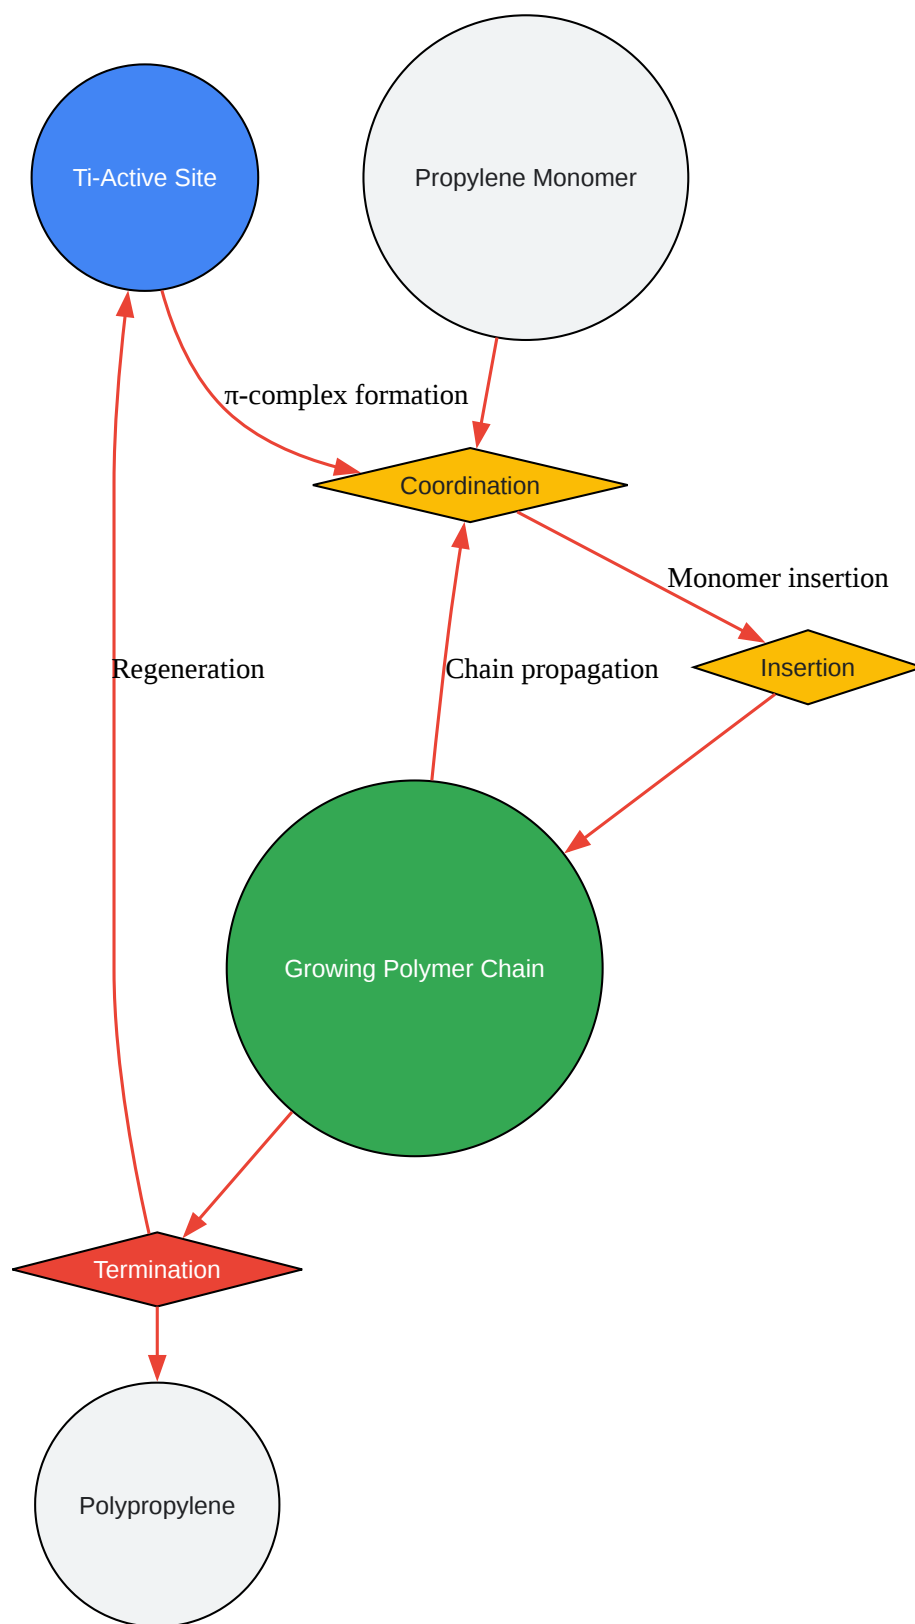 Ti-Active Site
Propylene Monomer
π-complex formation
Coordination
Monomer insertion
Regeneration
Chain propagation
Insertion
Growing Polymer Chain
Termination
Polypropylene